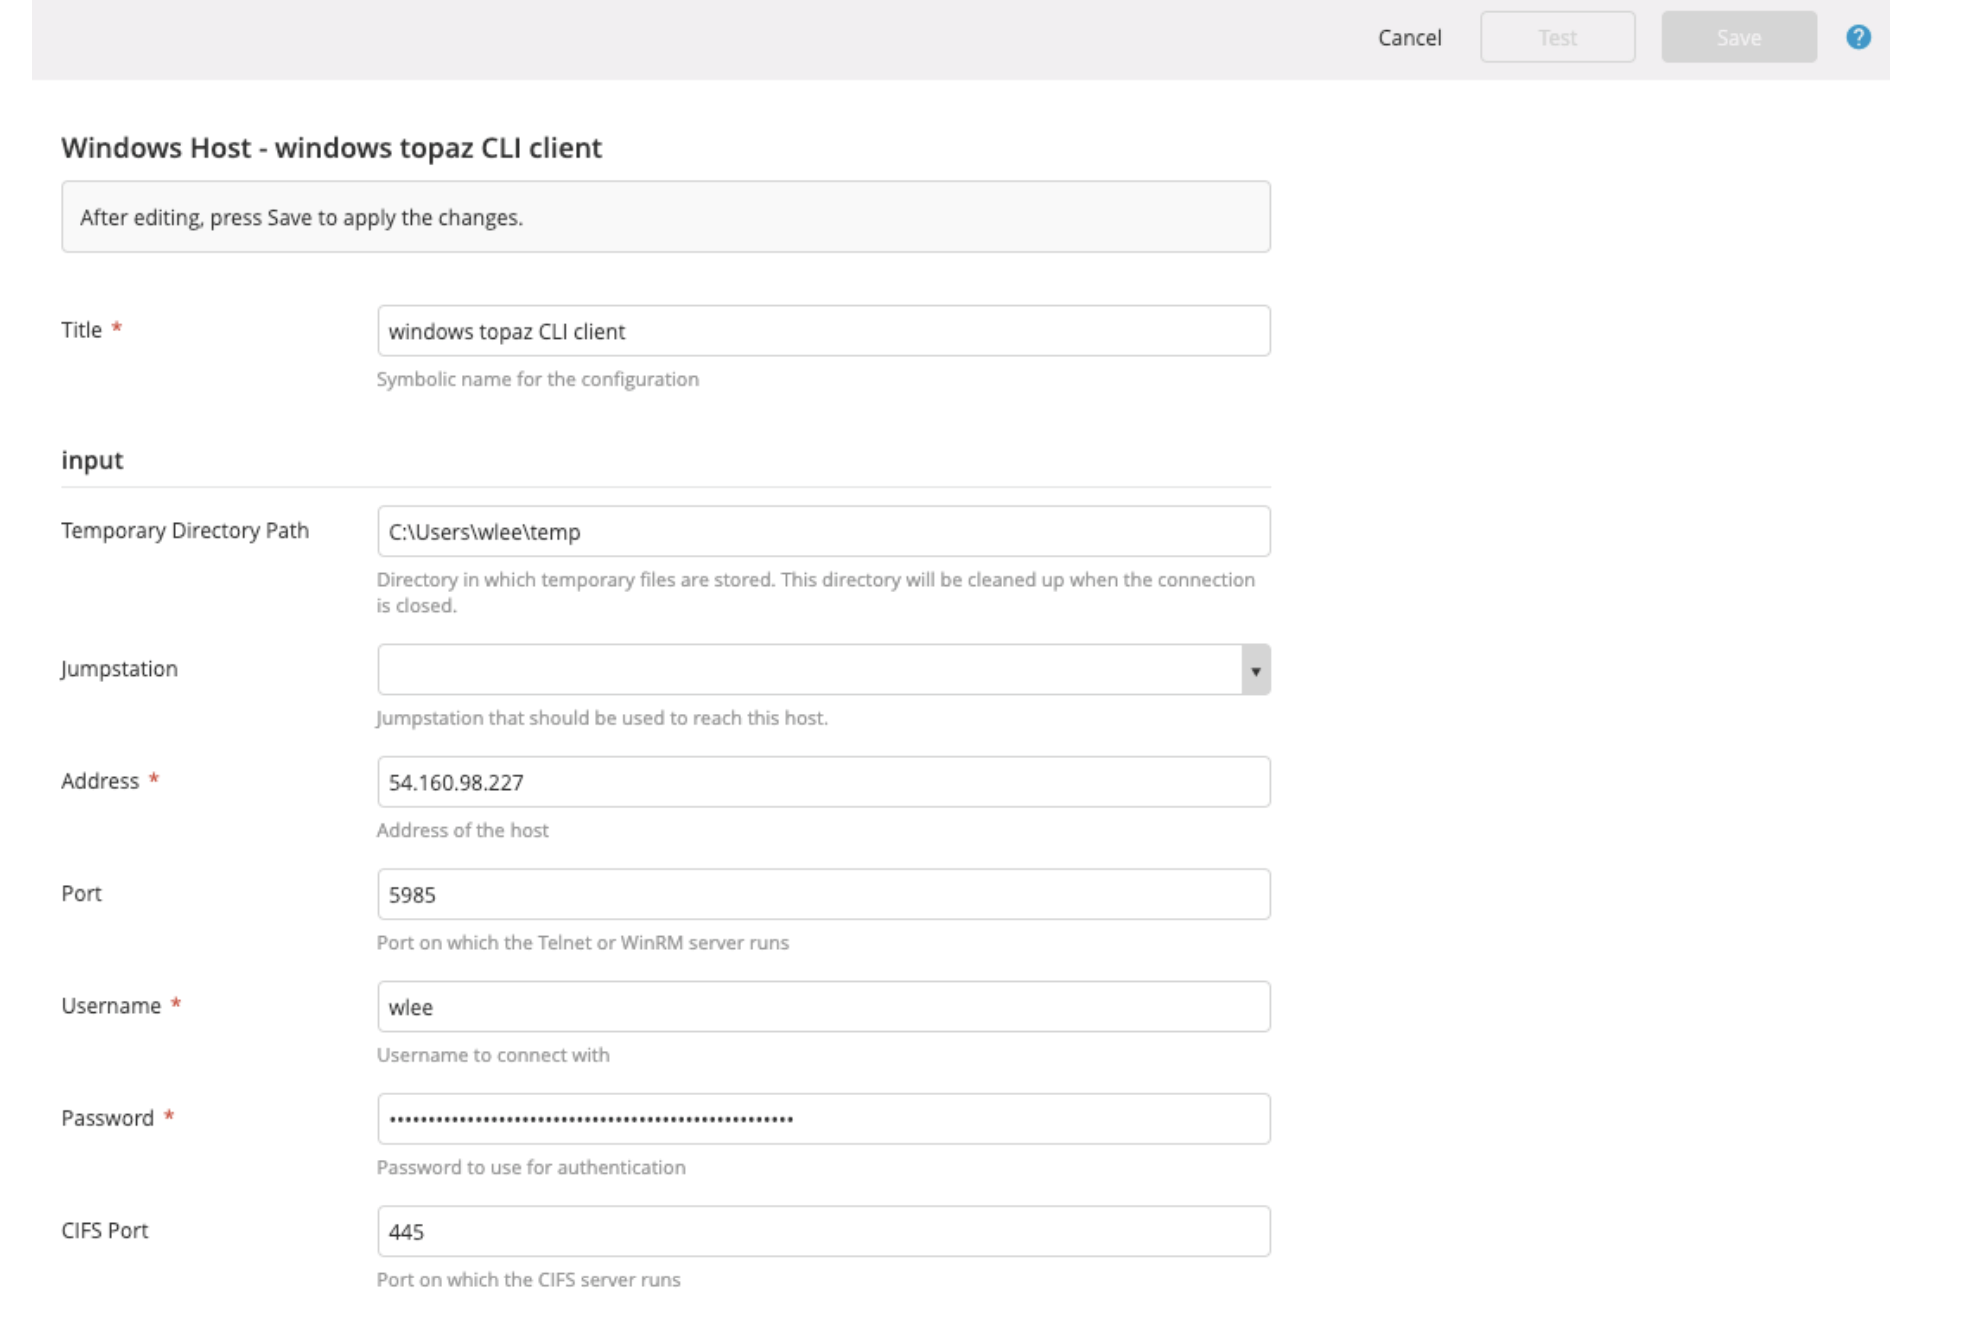 Cancel
Test
Save
?
Windows Host - windows topaz CLI client
After editing, press Save to apply the changes.
Title *
windows topaz CLI client
Symbolic name for the configuration
input
Temporary Directory Path
C:\Users\wlee\temp
Directory in which temporary files are stored. This directory will be cleaned up when the connection
is closed.
Jumpstation
Jumpstation that should be used to reach this host.
Address *
54.160.98.227
Address of the host
Port
5985
Port on which the Telnet or WinRM server runs
Username *
wlee
Username to connect with
Password *
Password to use for authentication
CIFS Port
445
Port on which the CIFS server runs